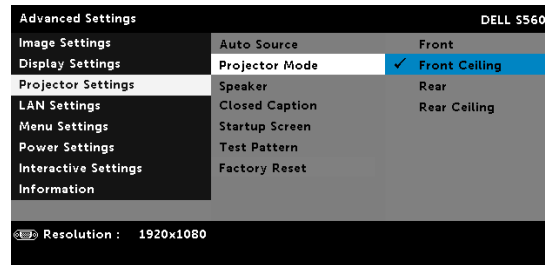 Advanced Settings DELL S560
Image Settings Auto Source Front
Display Settings Projector Mode ✓ Front Ceiling
Projector Settings Speaker Rear
LAN Settings Closed Caption Rear Ceiling
Menu Settings Startup Screen
Power Settings Test Pattern
Interactive Settings Factory Reset
Information
Resolution : 1920x1080